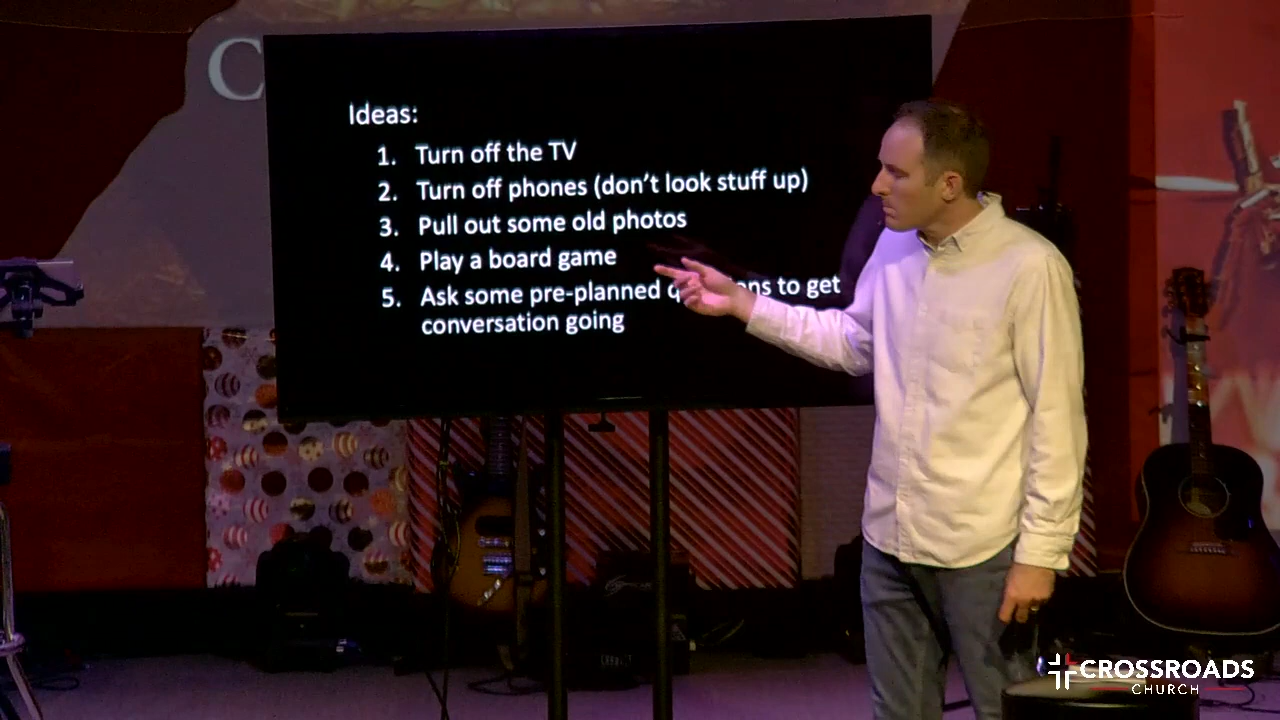 C
Ideas:
1. Turn off the TV
2. Turn off phones (don't look stuff up)
3. Pull out some old photos
4. Play a board game
5. Ask some pre-planned to get
conversation going
CROSSROADS
CHURCH